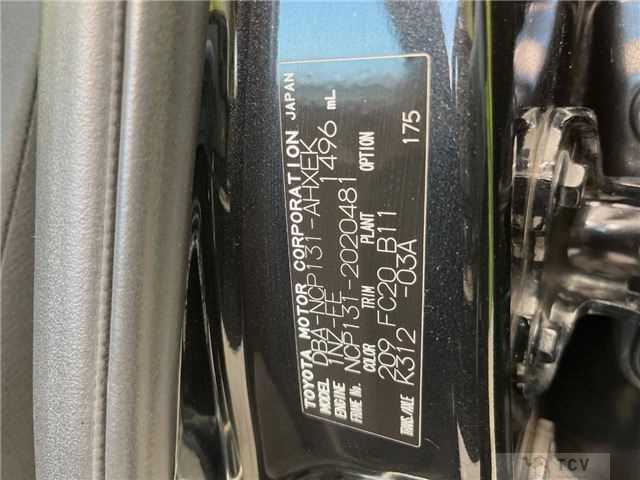 TOYOTA MOTOR CORPORATION JAPAN
MODEL DBA-NCP131-AHXEK
ENGINE 1NZ-FE 1496 mL
FRAME No. NCP131-2020481
COLOR TRIM PLANT OPTION
209 FC20 B11 175
TRANS/AXLE K312 -03A
TCV